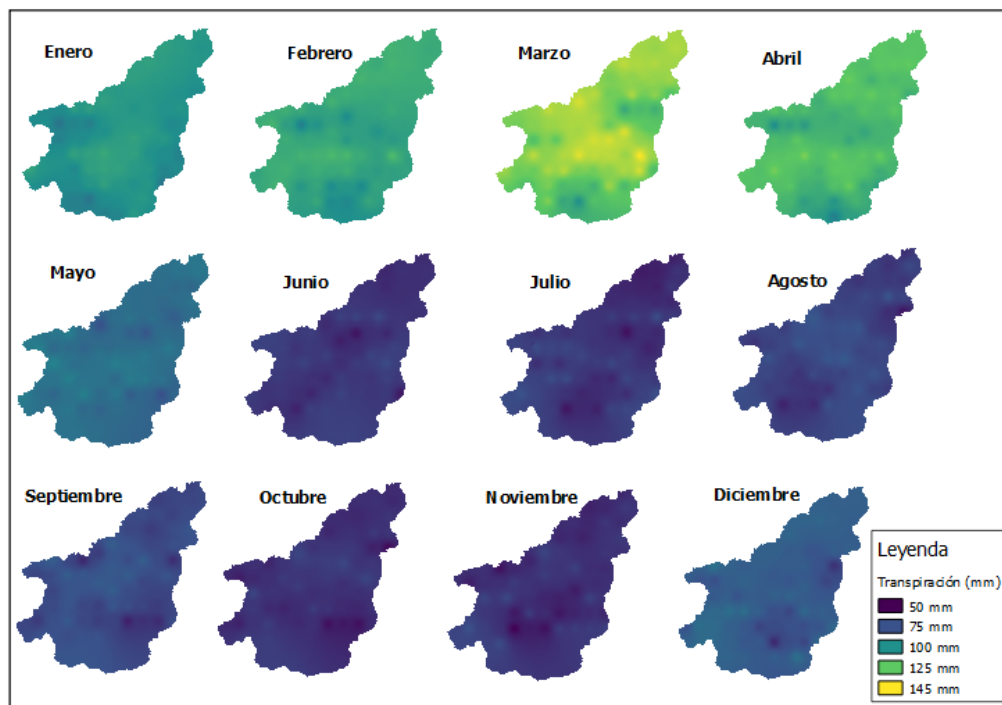 Enero
Febrero
Marzo
Abril
Mayo
Junio
Julio
Agosto
Septiembre
Octubre
Noviembre
Diciembre
Leyenda
Transpiración (mm)
50 mm
75 mm
100 mm
125 mm
145 mm